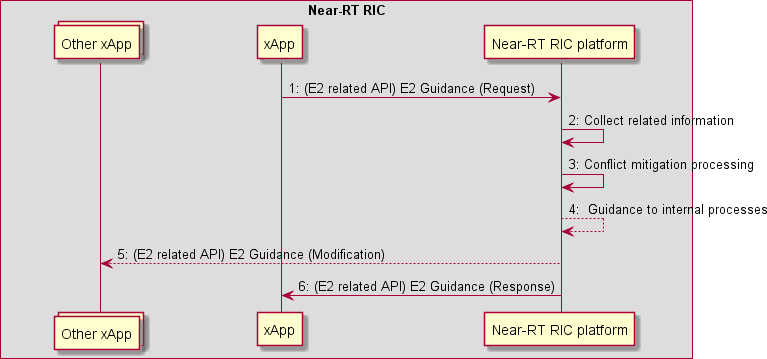 Near-RT RIC
Other xApp
xApp
Near-RT RIC platform
1: (E2 related API) E2 Guidance (Request)
2: Collect related information
3: Conflict mitigation processing
4:  Guidance to internal processes
5: (E2 related API) E2 Guidance (Modification)
6: (E2 related API) E2 Guidance (Response)
Other xApp
xApp
Near-RT RIC platform